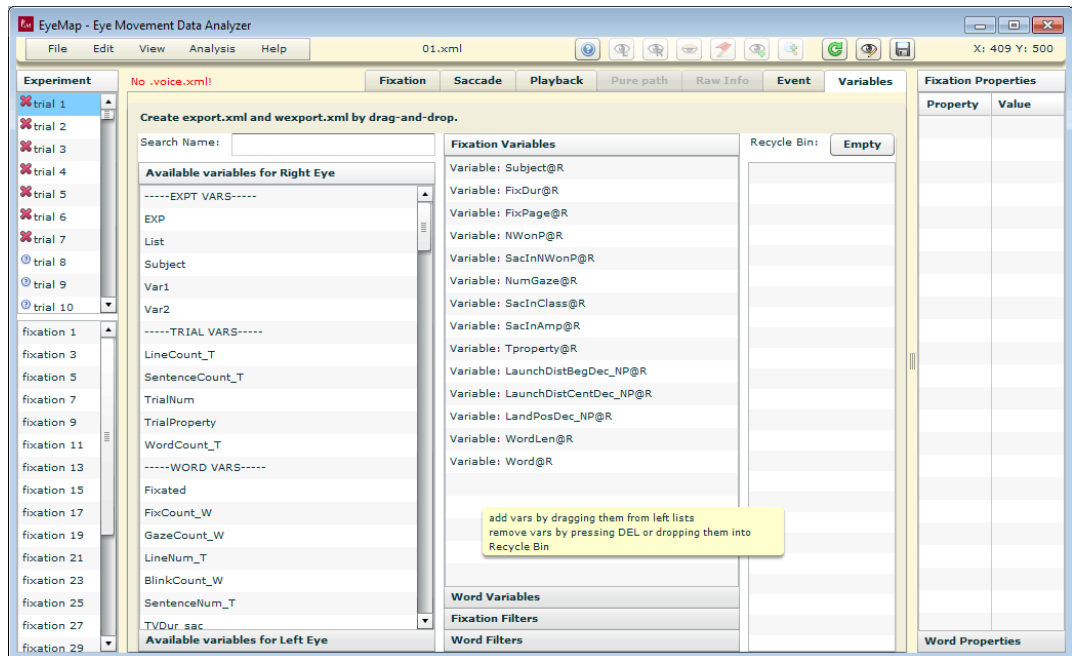 EyeMap - Eye Movement Data Analyzer
File Edit View Analysis Help 01.xml X: 409 Y: 500
Experiment
No .voice.xml!
Fixation Saccade Playback Pure path Raw Info Event Variables
Fixation Properties
Property Value
trial 1
trial 2
trial 3
trial 4
trial 5
trial 6
trial 7
trial 8
trial 9
trial 10
fixation 1
fixation 3
fixation 5
fixation 7
fixation 9
fixation 11
fixation 13
fixation 15
fixation 17
fixation 19
fixation 21
fixation 23
fixation 25
fixation 27
fixation 29
Create export.xml and wexport.xml by drag-and-drop.
Search Name:
Available variables for Right Eye
-----EXPT VARS-----
EXP
List
Subject
Var1
Var2
-----TRIAL VARS-----
LineCount_T
SentenceCount_T
TrialNum
TrialProperty
WordCount_T
-----WORD VARS-----
Fixated
FixCount_W
GazeCount_W
LineNum_T
BlinkCount_W
SentenceNum_T
TVDur_sac
Available variables for Left Eye
Fixation Variables
Variable: Subject@R
Variable: FixDur@R
Variable: FixPage@R
Variable: NWonP@R
Variable: SacInNWonP@R
Variable: NumGaze@R
Variable: SacInClass@R
Variable: SacInAmp@R
Variable: Tproperty@R
Variable: LaunchDistBegDec_NP@R
Variable: LaunchDistCentDec_NP@R
Variable: LandPosDec_NP@R
Variable: WordLen@R
Variable: Word@R
add vars by dragging them from left lists
remove vars by pressing DEL or dropping them into
Recycle Bin
Word Variables
Fixation Filters
Word Filters
Recycle Bin: Empty
Word Properties